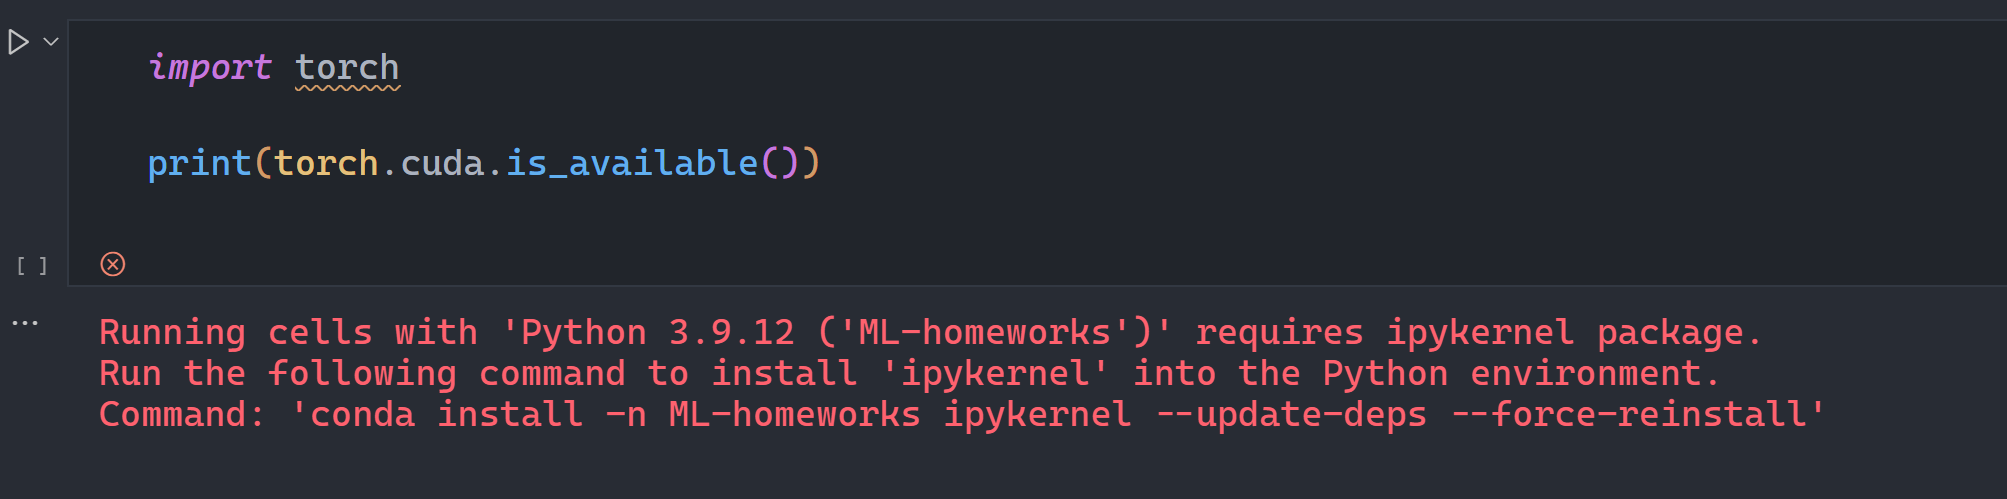 import torch
print(torch.cuda.is_available())
[ ]
Running cells with 'Python 3.9.12 ('ML-homeworks')' requires ipykernel package.
Run the following command to install 'ipykernel' into the Python environment.
Command: 'conda install -n ML-homeworks ipykernel --update-deps --force-reinstall'